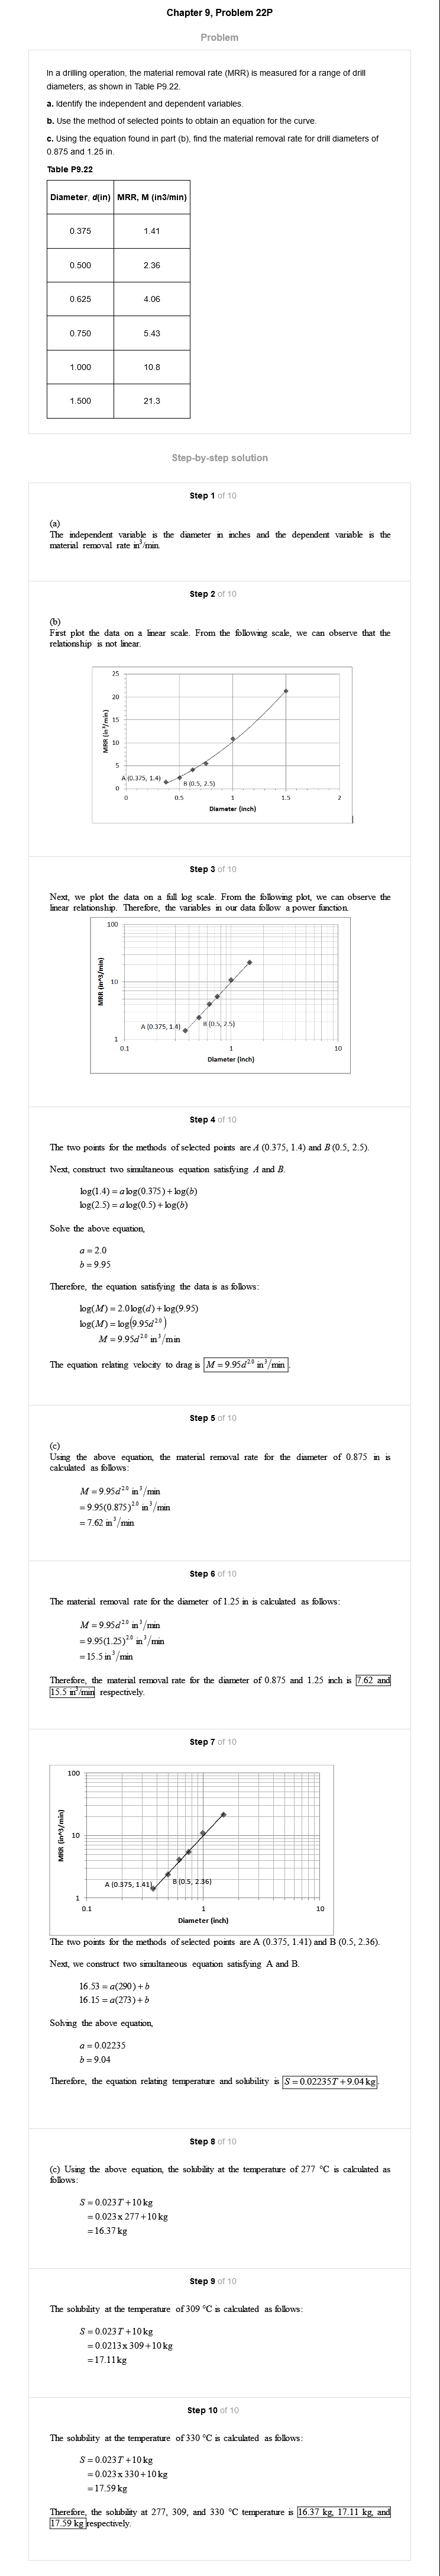 Chapter 9, Problem 22P
Problem
In a drilling operation, the material removal rate (MRR) is measured for a range of drill
diameters, as shown in Table P9.22.
a. Identify the independent and dependent variables.
b. Use the method of selected points to obtain an equation for the curve.
c. Using the equation found in part (b), find the material removal rate for drill diameters of
0.875 and 1.25 in.
Table P9.22
Diameter, d(in) MRR, M (in3/min)
0.375 1.41
0.500 2.36
0.625 4.06
0.750 5.43
1.000 10.8
1.500 21.3
Step-by-step solution
Step 1 of 10
(a)
The independent variable is the diameter in inches and the dependent variable is the
material removal rate in³/min.
Step 2 of 10
(b)
First plot the data on a linear scale. From the following scale, we can observe that the
relationship is not linear.
25
20
15
10
5
0
MRR (in³/min)
A (0.375, 1.4)
B (0.5, 2.5)
0 0.5 1 1.5 2
Diameter (inch)
Step 3 of 10
Next, we plot the data on a full log scale. From the following plot, we can observe the
linear relationship. Therefore, the variables in our data follow a power function.
100
10
1
MRR (in^3/min)
A (0.375, 1.4)
B (0.5, 2.5)
0.1 1 10
Diameter (inch)
Step 4 of 10
The two points for the methods of selected points are A (0.375, 1.4) and B (0.5, 2.5).
Next, construct two simultaneous equation satisfying A and B.
log(1.4) = a log(0.375) + log(b)
log(2.5) = a log(0.5) + log(b)
Solve the above equation,
a = 2.0
b = 9.95
Therefore, the equation satisfying the data is as follows:
log(M) = 2.0log(d) + log(9.95)
log(M) = log(9.95d^2.0)
M = 9.95d^2.0 in³/min
The equation relating velocity to drag is M = 9.95d^2.0 in³/min.
Step 5 of 10
(c)
Using the above equation, the material removal rate for the diameter of 0.875 in is
calculated as follows:
M = 9.95d^2.0 in³/min
= 9.95(0.875)^2.0 in³/min
= 7.62 in³/min
Step 6 of 10
The material removal rate for the diameter of 1.25 in is calculated as follows:
M = 9.95d^2.0 in³/min
= 9.95(1.25)^2.0 in³/min
= 15.5 in³/min
Therefore, the material removal rate for the diameter of 0.875 and 1.25 inch is 7.62 and
15.5 in³/min respectively.
Step 7 of 10
100
10
1
MRR (in^3/min)
A (0.375, 1.41)
B (0.5, 2.36)
0.1 1 10
Diameter (inch)
The two points for the methods of selected points are A (0.375, 1.41) and B (0.5, 2.36).
Next, we construct two simultaneous equation satisfying A and B.
16.53 = a(290) + b
16.15 = a(273) + b
Solving the above equation,
a = 0.02235
b = 9.04
Therefore, the equation relating temperature and solubility is S = 0.02235T + 9.04 kg.
Step 8 of 10
(c) Using the above equation, the solubility at the temperature of 277 °C is calculated as
follows:
S = 0.023T + 10 kg
= 0.023 x 277 + 10 kg
= 16.37 kg
Step 9 of 10
The solubility at the temperature of 309 °C is calculated as follows:
S = 0.023T + 10 kg
= 0.0213 x 309 + 10 kg
= 17.11 kg
Step 10 of 10
The solubility at the temperature of 330 °C is calculated as follows:
S = 0.023T + 10 kg
= 0.023 x 330 + 10 kg
= 17.59 kg
Therefore, the solubility at 277, 309, and 330 °C temperature is 16.37 kg, 17.11 kg, and
17.59 kg respectively.